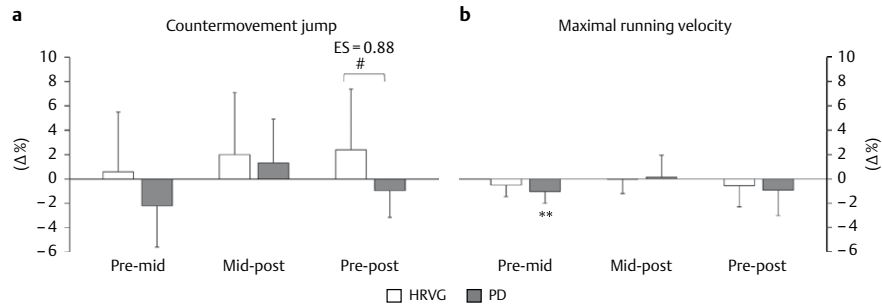 a
Countermovement jump
ES = 0.88
#
10
8
6
4
2
0
−2
−4
−6
(Δ %)
Pre-mid
Mid-post
Pre-post
b
Maximal running velocity
10
8
6
4
2
0
−2
−4
−6
(Δ %)
**
Pre-mid
Mid-post
Pre-post
HRVG PD